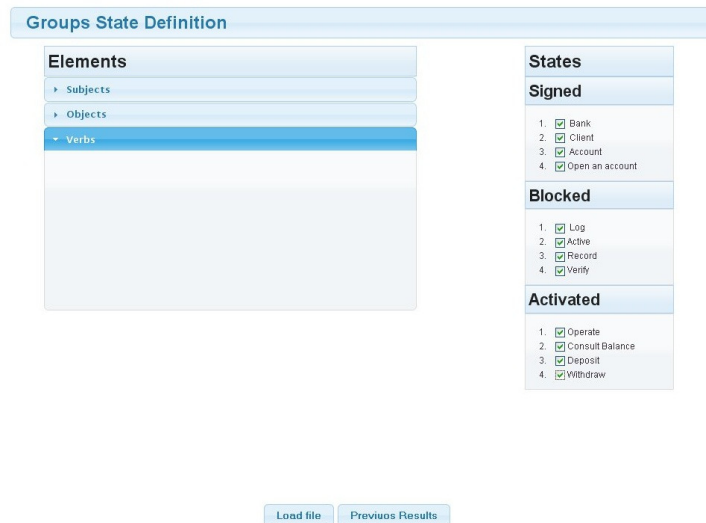 Groups State Definition
Elements
Subjects
Objects
Verbs
States
Signed
1. Bank
2. Client
3. Account
4. Open an account
Blocked
1. Log
2. Active
3. Record
4. Verify
Activated
1. Operate
2. Consult Balance
3. Deposit
4. Withdraw
Load file
Previuos Results